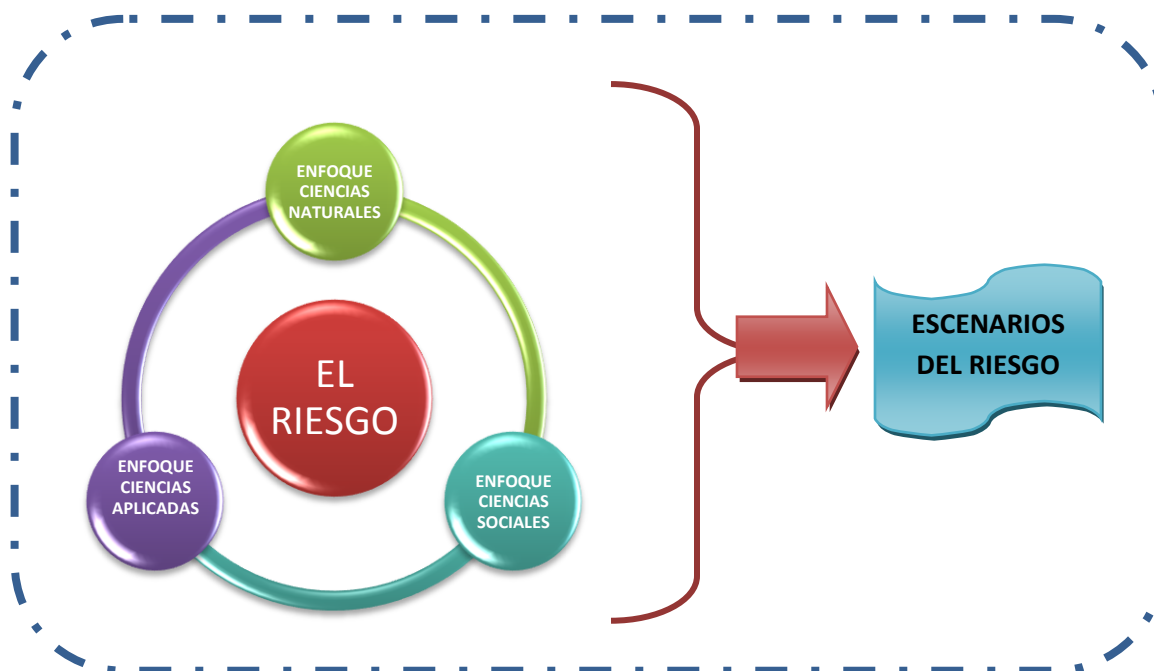 ENFOQUE
CIENCIAS
NATURALES
EL
RIESGO
ENFOQUE
CIENCIAS
APLICADAS
ENFOQUE
CIENCIAS
SOCIALES
ESCENARIOS
DEL RIESGO